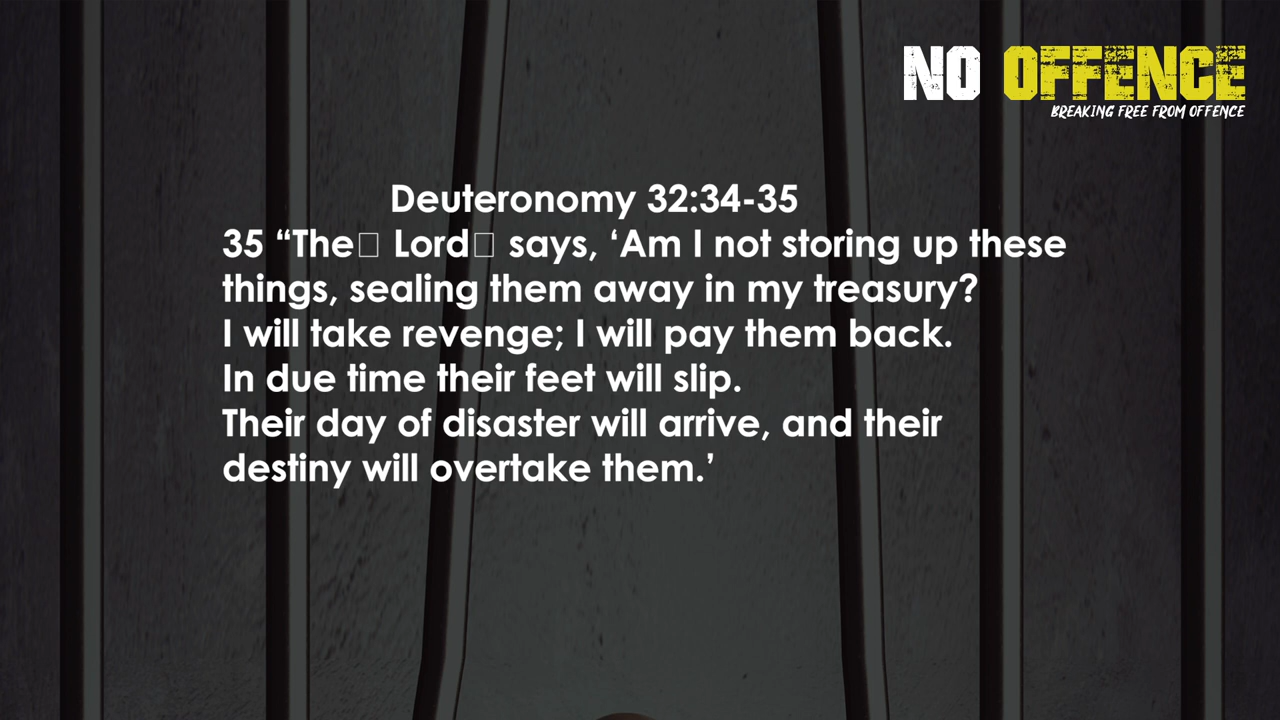 NO OFFENCE
BREAKING FREE FROM OFFENCE
Deuteronomy 32:34-35
35 “The□ Lord□ says, ‘Am I not storing up these
things, sealing them away in my treasury?
I will take revenge; I will pay them back.
In due time their feet will slip.
Their day of disaster will arrive, and their
destiny will overtake them.’